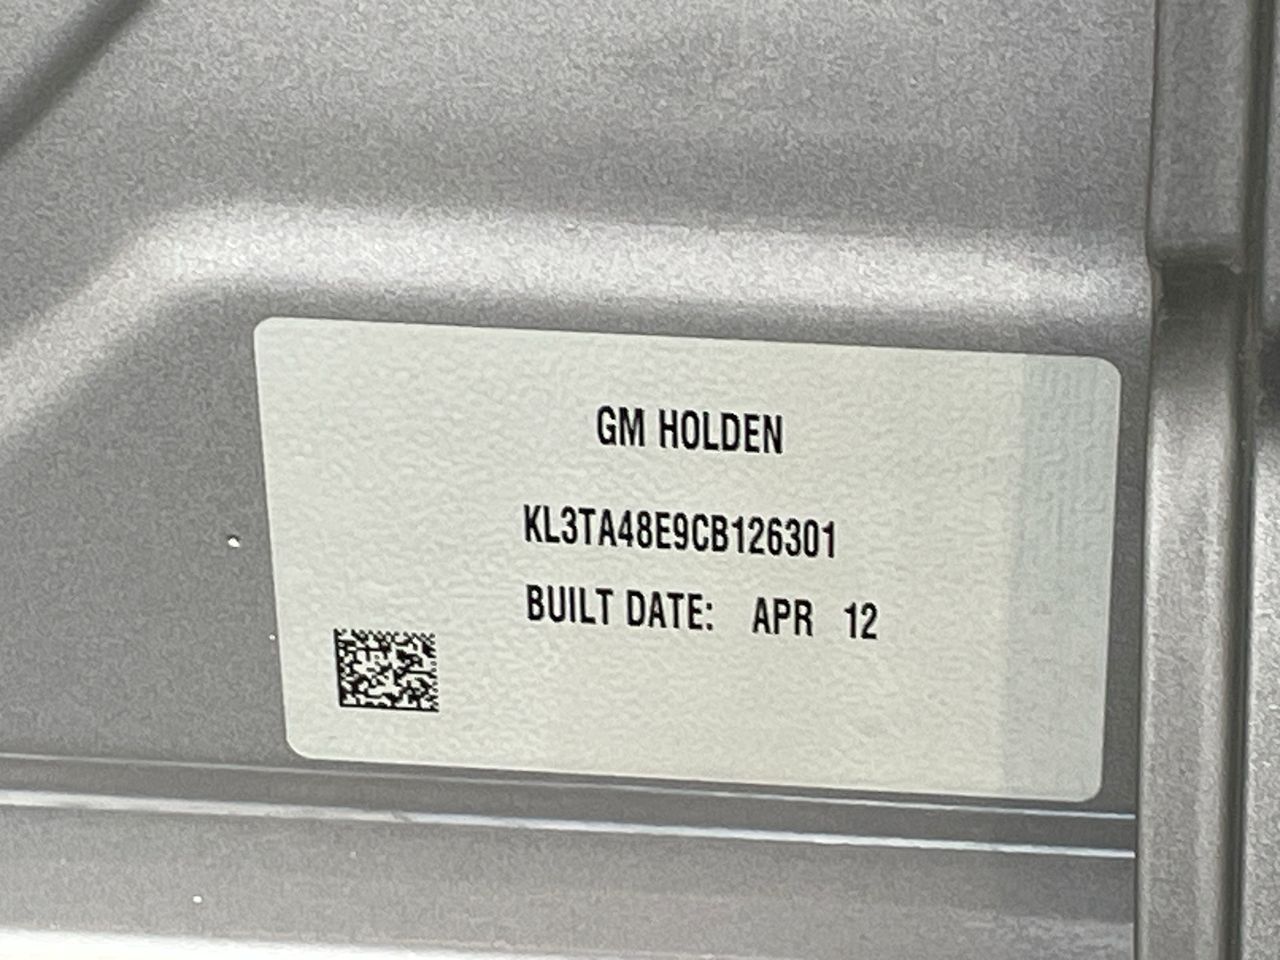 GM HOLDEN
KL3TA48E9CB126301
BUILT DATE: APR 12